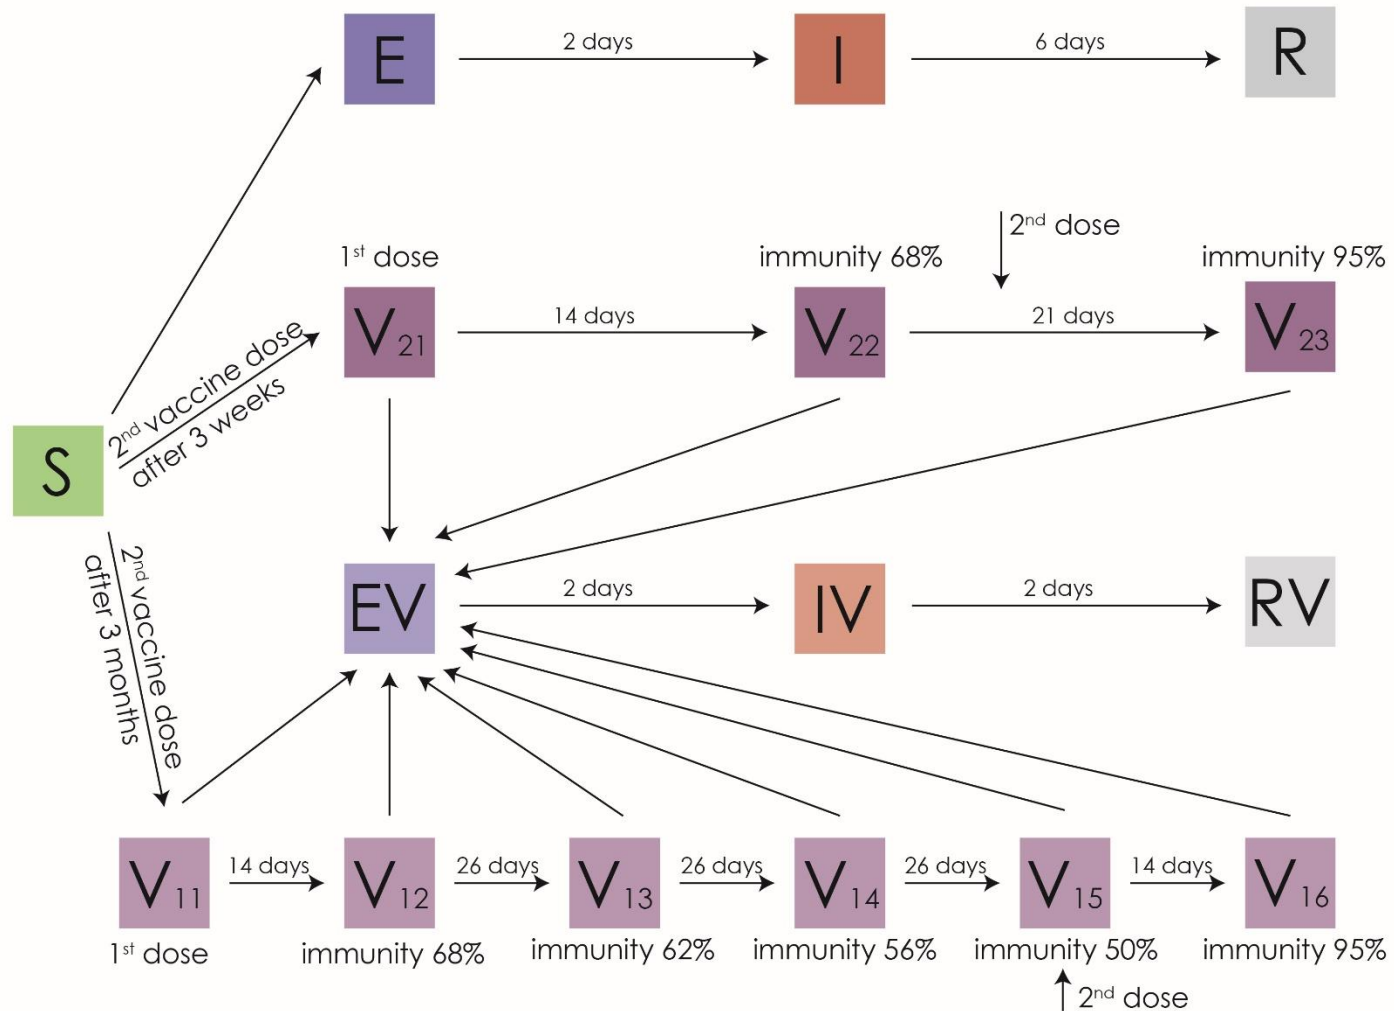 E
2 days
I
6 days
R
2nd dose
1st dose
immunity 68%
immunity 95%
V21
14 days
V22
21 days
V23
2nd vaccine dose
after 3 weeks
S
2nd vaccine dose
after 3 months
EV
2 days
IV
2 days
RV
V11
14 days
V12
26 days
V13
26 days
V14
26 days
V15
14 days
V16
1st dose
immunity 68%
immunity 62%
immunity 56%
immunity 50%
immunity 95%
2nd dose